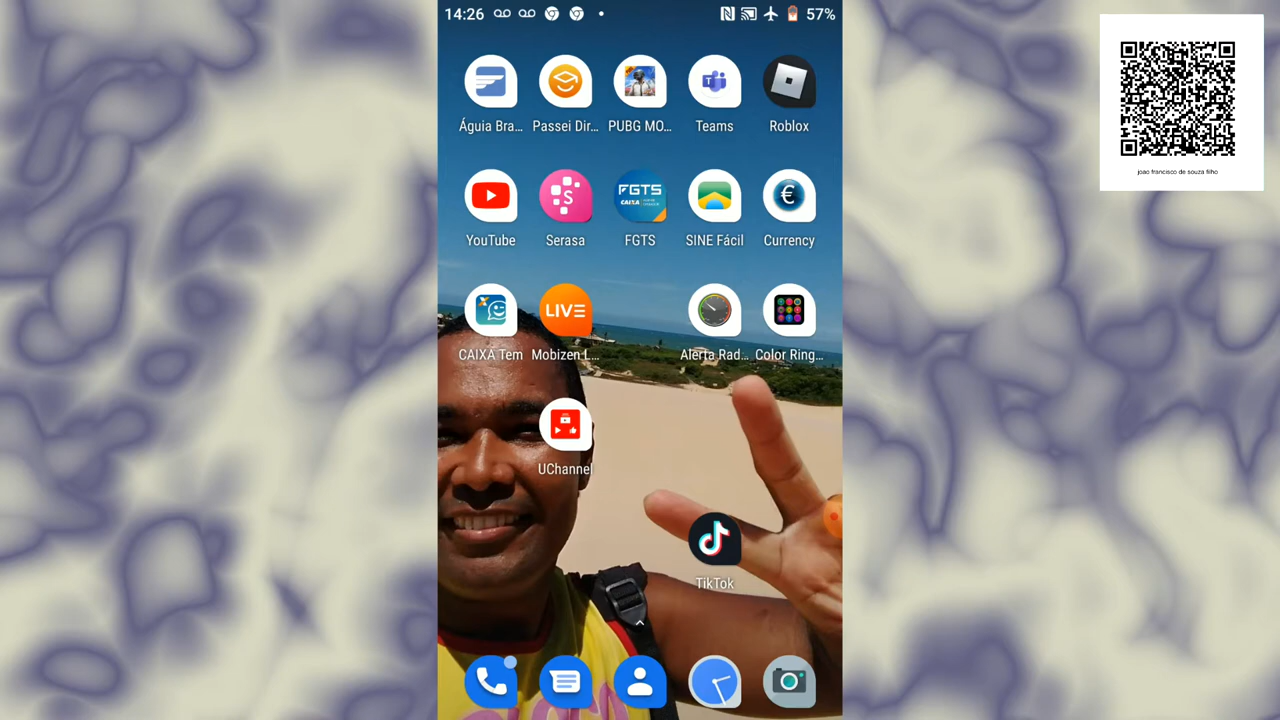 14:26
57%
Águia Bra... Passei Dir... PUBG MO... Teams Roblox
YouTube Serasa FGTS SINE Fácil Currency
CAIXA Tem Mobizen L... Alerta Rad... Color Ring...
UChannel
TikTok
FGTS
CAIXA
LIVE
joao francisco de souza filho